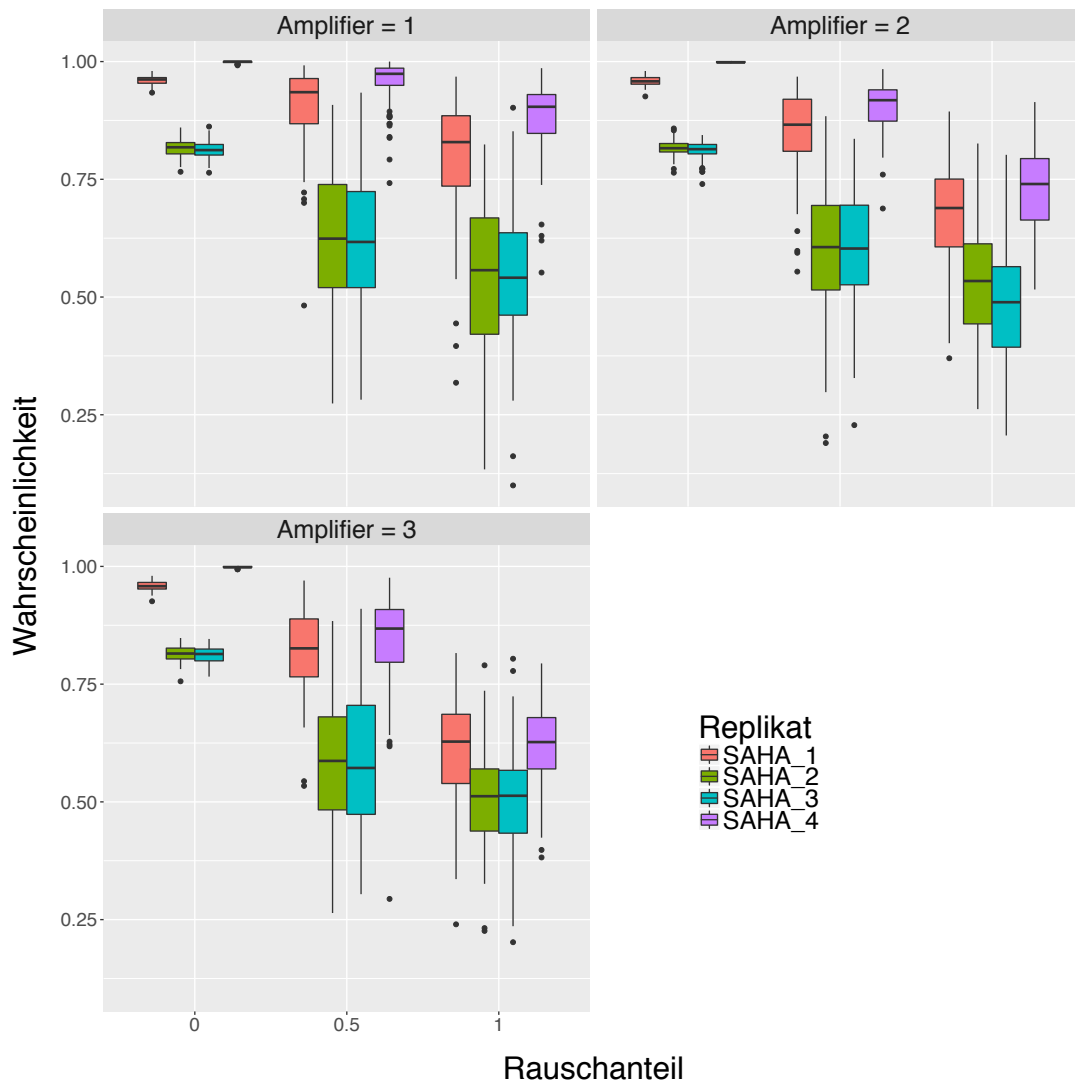 Amplifier = 1
Amplifier = 2
1.00
0.75
0.50
0.25
Amplifier = 3
1.00
0.75
0.50
0.25
0
0.5
1
Wahrscheinlichkeit
Rauschanteil
Replikat
SAHA_1
SAHA_2
SAHA_3
SAHA_4